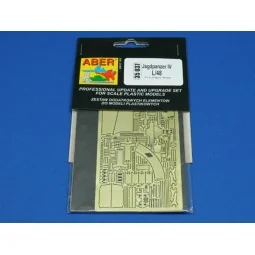 ABER
35 037
Jagdpanzer IV
L/48
PROFESSIONAL UPDATE AND UPGRADE SET
FOR SCALE PLASTIC MODELS
ZESTAW DODATKOWYCH ELEMENTÓW
DO MODELI PLASTIKOWYCH